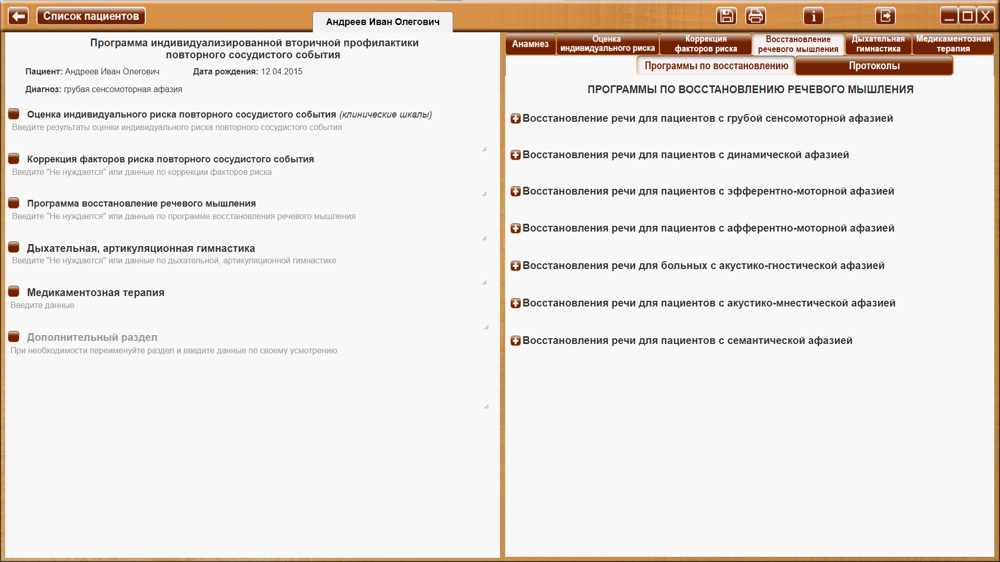 Список пациентов
Андреев Иван Олегович
Программа индивидуализированной вторичной профилактики
повторного сосудистого события
Пациент: Андреев Иван Олегович Дата рождения: 12.04.2015
Диагноз: грубая сенсомоторная афазия
Оценка индивидуального риска повторного сосудистого события (клинические шкалы)
Введите результаты оценки индивидуального риска повторного сосудистого события
Коррекция факторов риска повторного сосудистого события
Введите "Не нуждается" или данные по коррекции факторов риска
Программа восстановление речевого мышления
Введите "Не нуждается" или данные по программе восстановления речевого мышления
Дыхательная, артикуляционная гимнастика
Введите "Не нуждается" или данные по дыхательной, артикуляционной гимнастике
Медикаментозная терапия
Введите данные
Дополнительный раздел
При необходимости переименуйте раздел и введите данные по своему усмотрению
Анамнез
Оценка
индивидуального риска
Коррекция
факторов риска
Восстановление
речевого мышления
Дыхательная
гимнастика
Медикаментозная
терапия
Программы по восстановлению
Протоколы
ПРОГРАММЫ ПО ВОССТАНОВЛЕНИЮ РЕЧЕВОГО МЫШЛЕНИЯ
Восстановление речи для пациентов с грубой сенсомоторной афазией
Восстановления речи для пациентов с динамической афазией
Восстановления речи для пациентов с эфферентно-моторной афазией
Восстановления речи для пациентов с афферентно-моторной афазией
Восстановления речи для больных с акустико-гностической афазией
Восстановления речи для пациентов с акустико-мнестической афазией
Восстановления речи для пациентов с семантической афазией